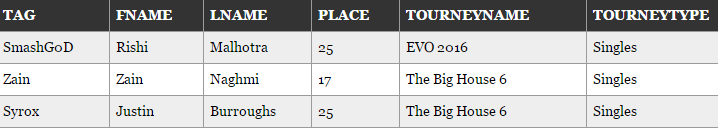 TAG FNAME LNAME PLACE TOURNEYNAME TOURNEYTYPE
SmashG0D Rishi Malhotra 25 EVO 2016 Singles
Zain Zain Naghmi 17 The Big House 6 Singles
Syrox Justin Burroughs 25 The Big House 6 Singles